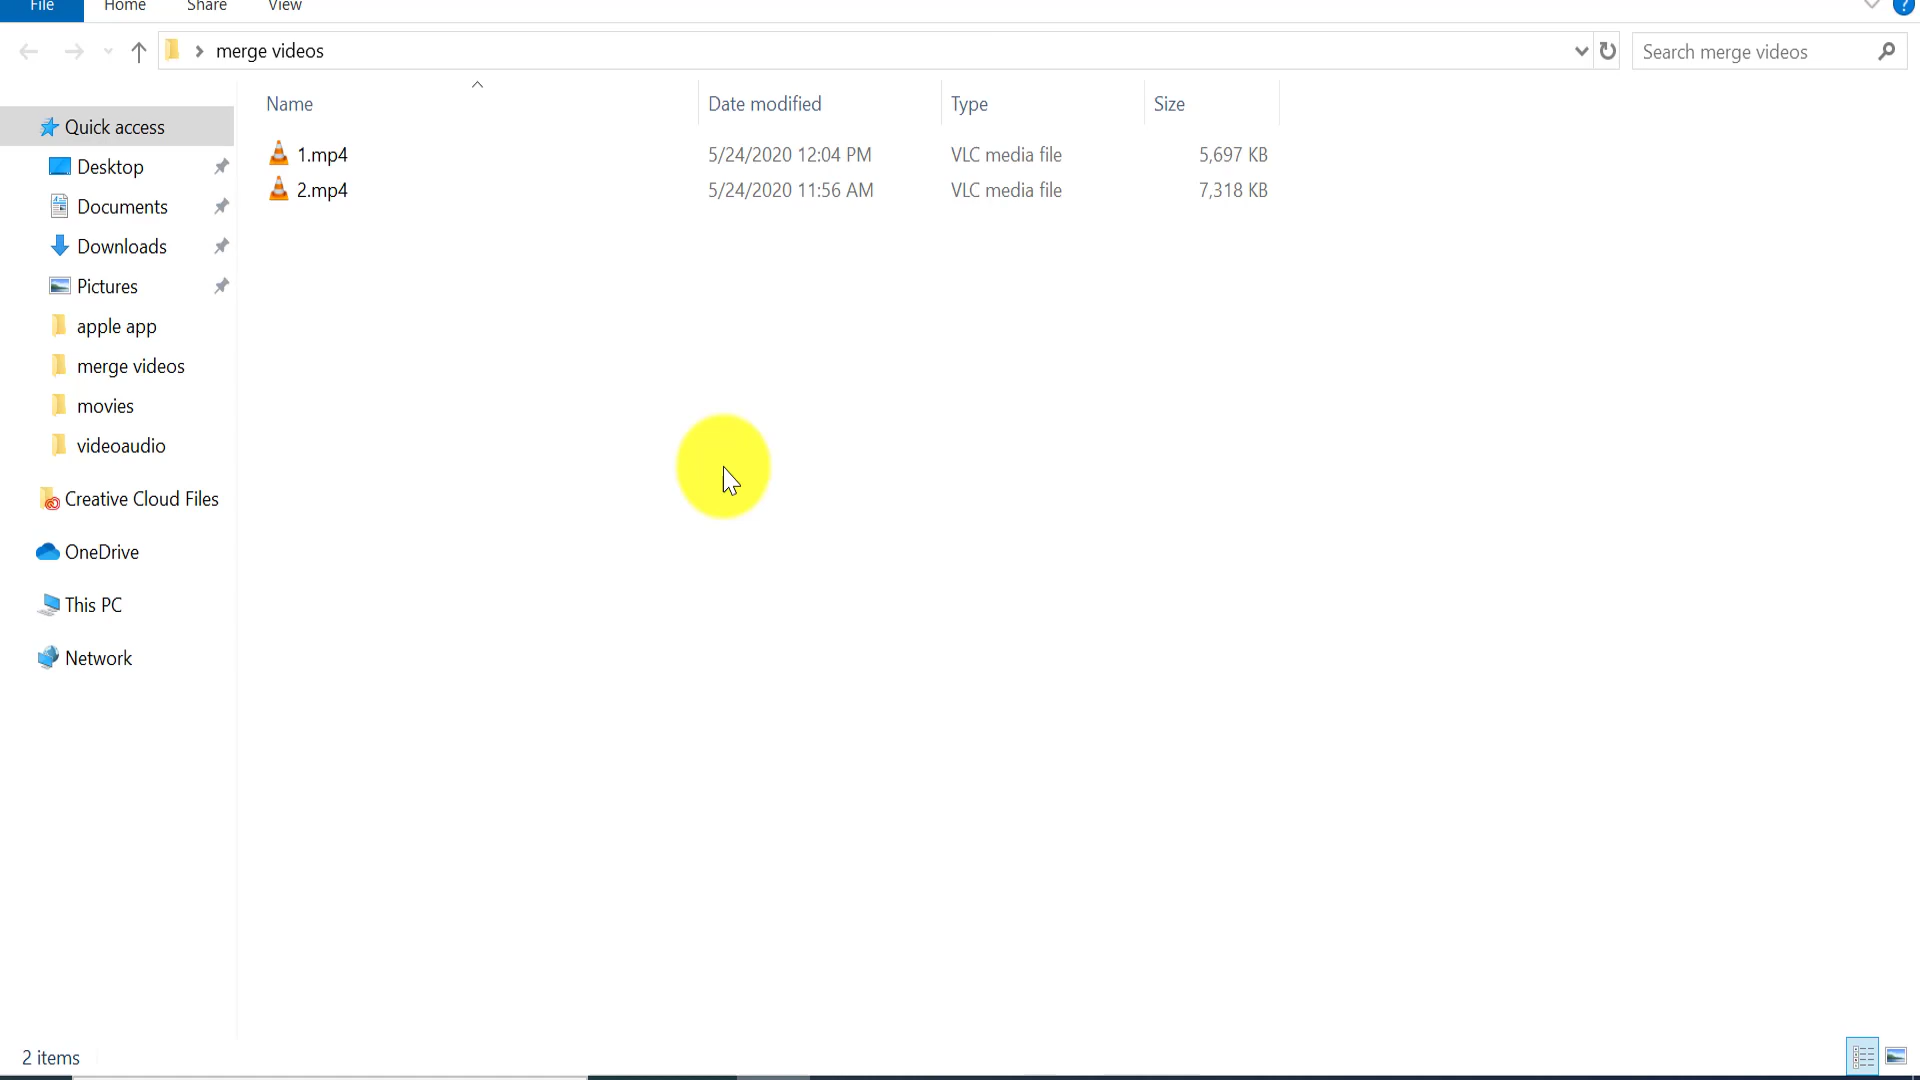 File Home Share View
merge videos
Search merge videos
Name Date modified Type Size
1.mp4 5/24/2020 12:04 PM VLC media file 5,697 KB
2.mp4 5/24/2020 11:56 AM VLC media file 7,318 KB
Quick access
Desktop
Documents
Downloads
Pictures
apple app
merge videos
movies
videoaudio
Creative Cloud Files
OneDrive
This PC
Network
2 items